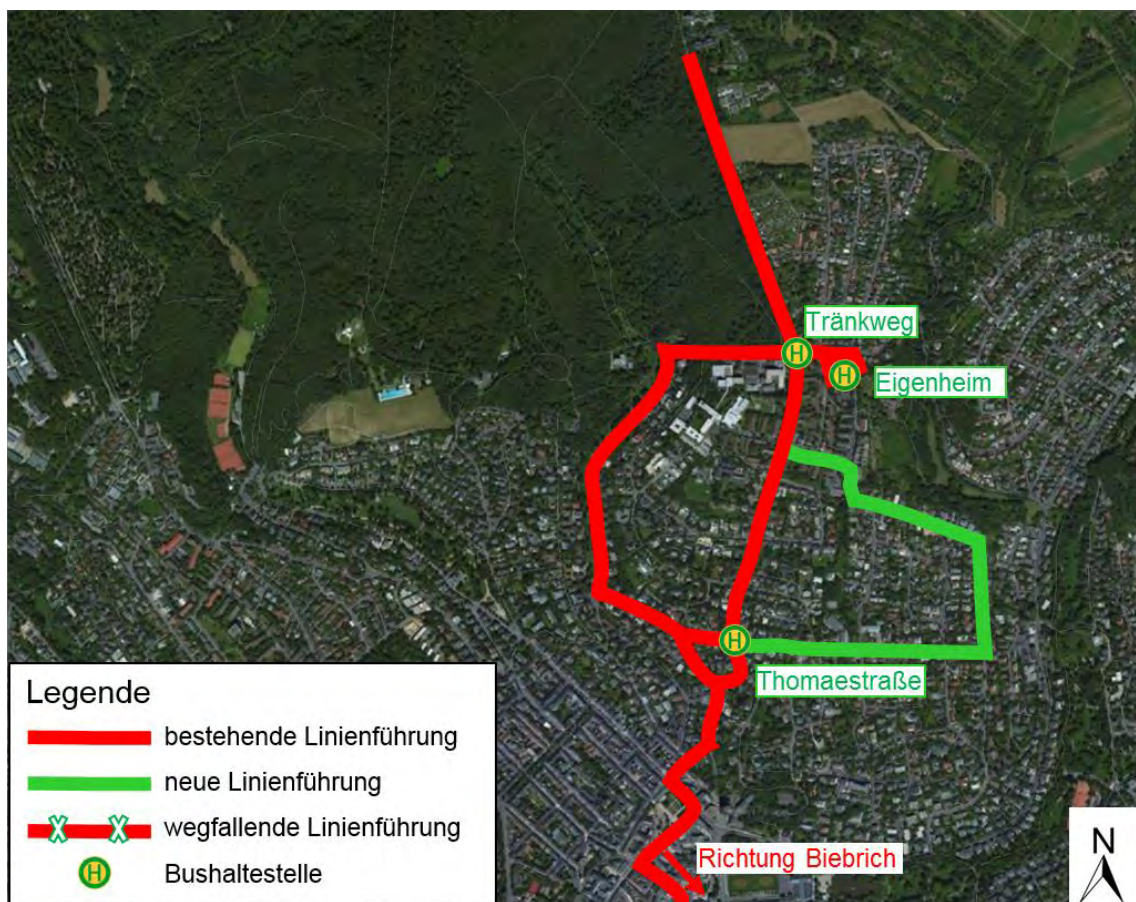 Tränkweg
H
H
Eigenheim
H
Thomaestraße
Legende
bestehende Linienführung
neue Linienführung
wegfallende Linienführung
H Bushaltestelle
Richtung Biebrich
N